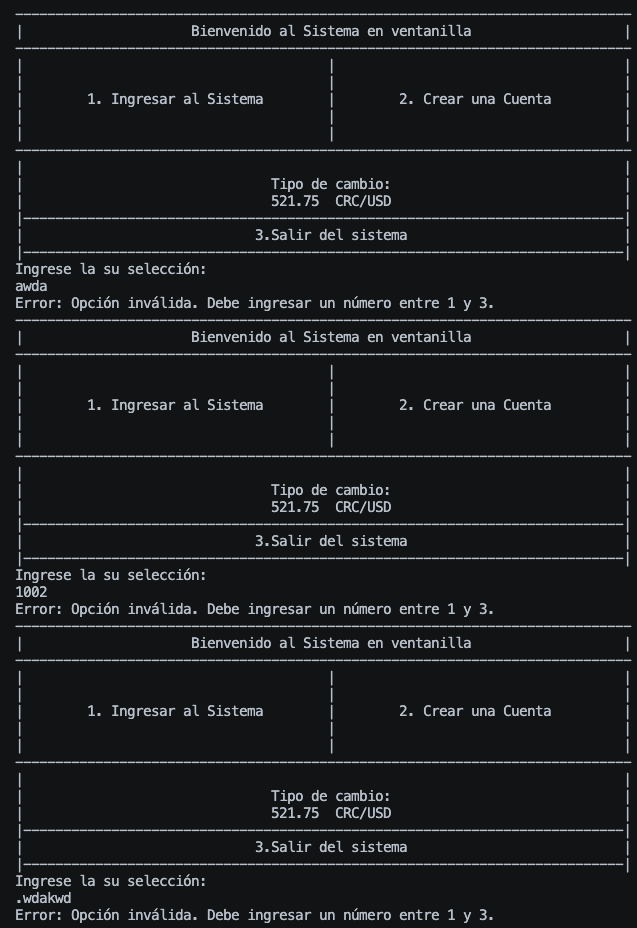 Bienvenido al Sistema en ventanilla
1. Ingresar al Sistema 2. Crear una Cuenta
Tipo de cambio:
521.75 CRC/USD
3.Salir del sistema
Ingrese la su selección:
awda
Error: Opción inválida. Debe ingresar un número entre 1 y 3.
Bienvenido al Sistema en ventanilla
1. Ingresar al Sistema 2. Crear una Cuenta
Tipo de cambio:
521.75 CRC/USD
3.Salir del sistema
Ingrese la su selección:
1002
Error: Opción inválida. Debe ingresar un número entre 1 y 3.
Bienvenido al Sistema en ventanilla
1. Ingresar al Sistema 2. Crear una Cuenta
Tipo de cambio:
521.75 CRC/USD
3.Salir del sistema
Ingrese la su selección:
.wdakwd
Error: Opción inválida. Debe ingresar un número entre 1 y 3.